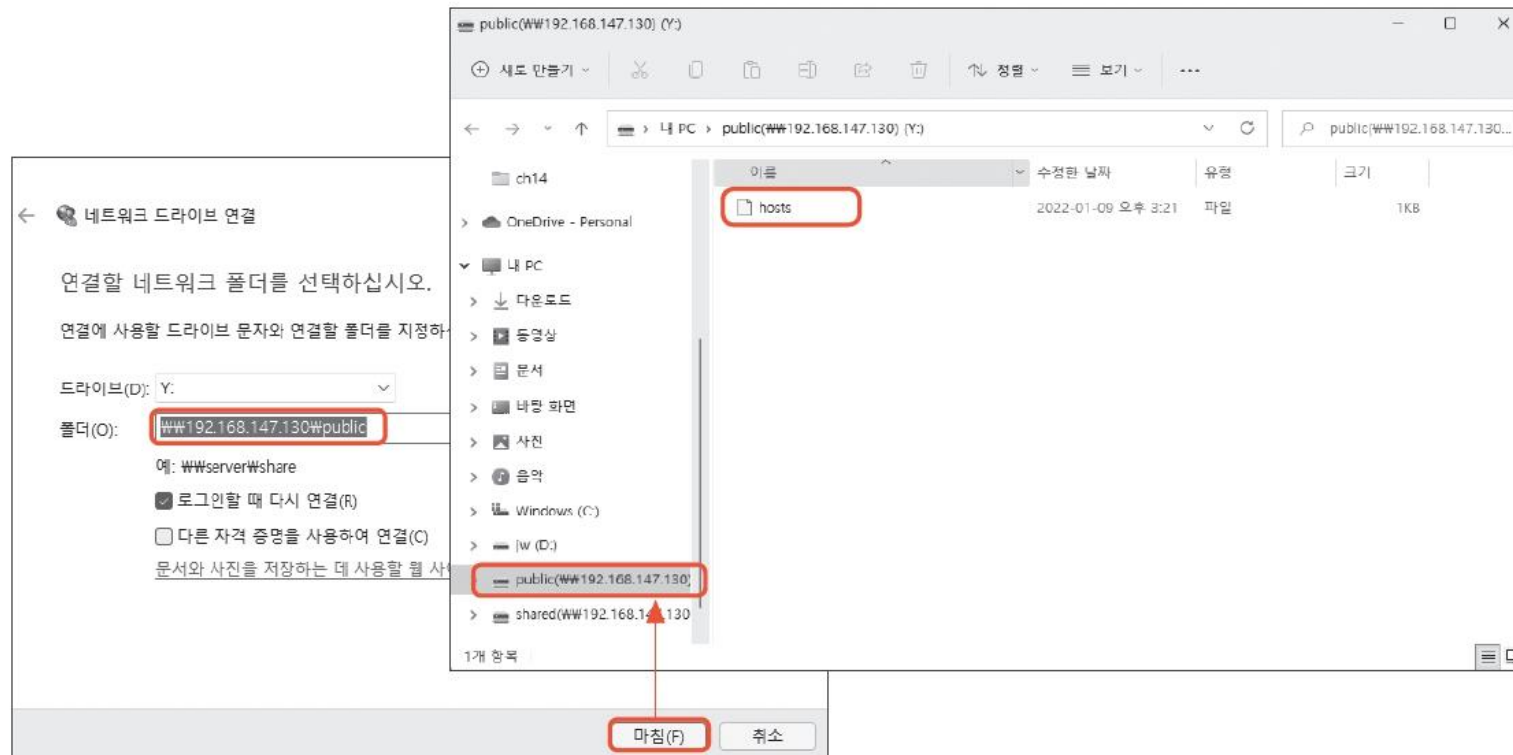 네트워크 드라이브 연결
연결할 네트워크 폴더를 선택하십시오.
연결에 사용할 드라이브 문자와 연결할 폴더를 지정하
드라이브(D): Y:
폴더(O): ₩₩192.168.147.130₩public
예: ₩₩server₩share
로그인할 때 다시 연결(R)
다른 자격 증명을 사용하여 연결(C)
문서와 사진을 저장하는 데 사용할 웹
마침(F) 취소
public(₩₩192.168.147.130) (Y:)
새로 만들기 정렬 보기 ...
내 PC > public(₩₩192.168.147.130) (Y:) public(₩₩192.168.147.130...
이름 수정한 날짜 유형 크기
hosts 2022-01-09 오후 3:21 파일 1KB
ch14
OneDrive - Personal
내 PC
다운로드
동영상
문서
바탕 화면
사진
음악
Windows (C:)
jw (D:)
public(₩₩192.168.147.130)
shared(₩₩192.168.147.130
1개 항목